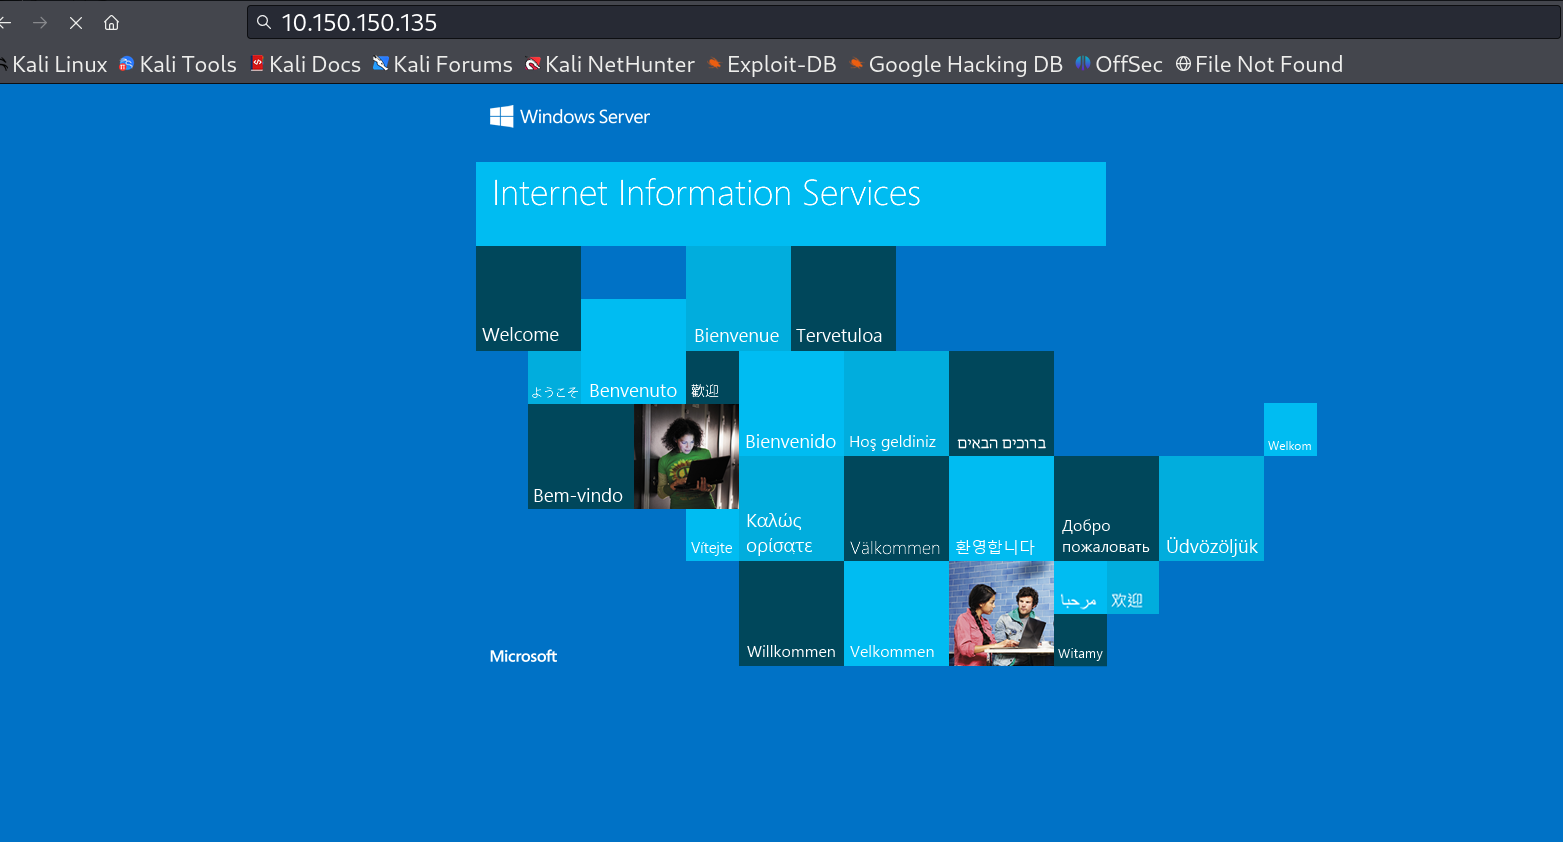 10.150.150.135
Kali Linux Kali Tools Kali Docs Kali Forums Kali NetHunter Exploit-DB Google Hacking DB OffSec File Not Found
Windows Server
Internet Information Services
Welcome
Bienvenue
Tervetuloa
ようこそ
Benvenuto
歡迎
Bienvenido
Hoş geldiniz
ברוכים הבאים
Welkom
Bem-vindo
Vítejte
Καλώς
ορίσατε
Välkommen
환영합니다
Добро
пожаловать
Üdvözöljük
مرحبا
欢迎
Willkommen
Velkommen
Witamy
Microsoft